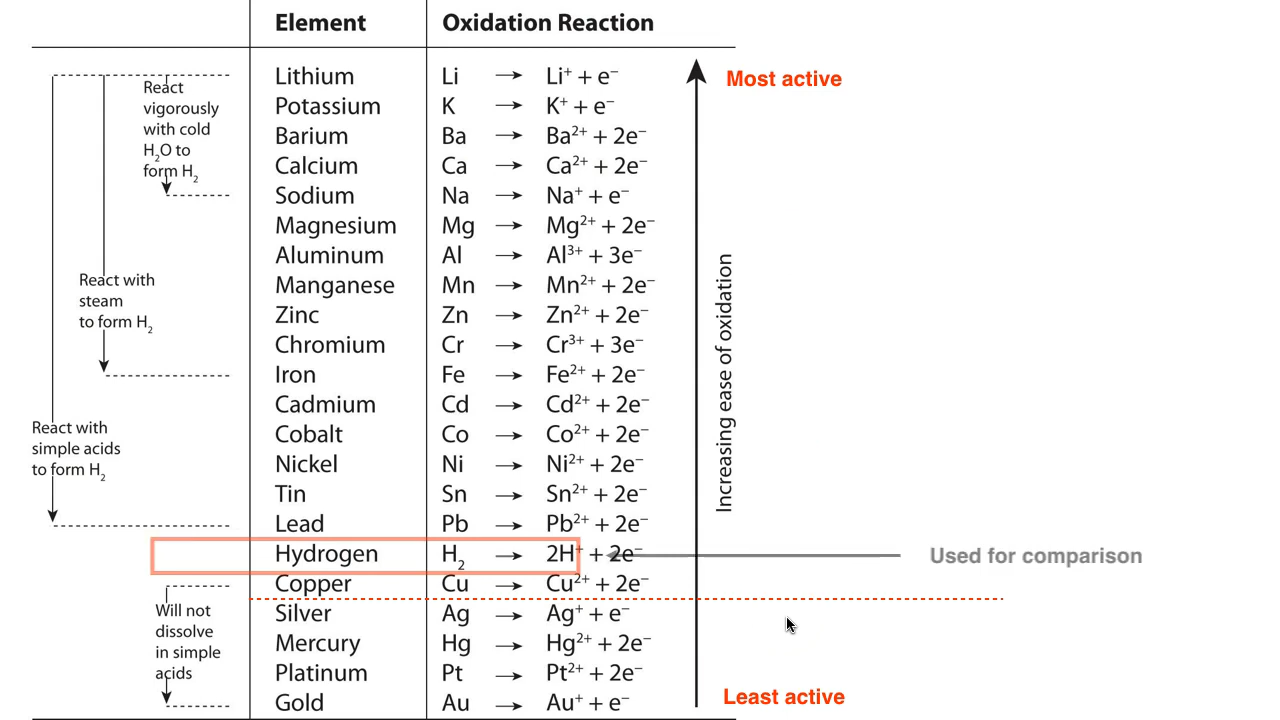 Element Oxidation Reaction
Lithium Li → Li⁺ + e⁻
Potassium K → K⁺ + e⁻
Barium Ba → Ba²⁺ + 2e⁻
Calcium Ca → Ca²⁺ + 2e⁻
Sodium Na → Na⁺ + e⁻
Magnesium Mg → Mg²⁺ + 2e⁻
Aluminum Al → Al³⁺ + 3e⁻
Manganese Mn → Mn²⁺ + 2e⁻
Zinc Zn → Zn²⁺ + 2e⁻
Chromium Cr → Cr³⁺ + 3e⁻
Iron Fe → Fe²⁺ + 2e⁻
Cadmium Cd → Cd²⁺ + 2e⁻
Cobalt Co → Co²⁺ + 2e⁻
Nickel Ni → Ni²⁺ + 2e⁻
Tin Sn → Sn²⁺ + 2e⁻
Lead Pb → Pb²⁺ + 2e⁻
Hydrogen H₂ → 2H⁺ + 2e⁻
Copper Cu → Cu²⁺ + 2e⁻
Silver Ag → Ag⁺ + e⁻
Mercury Hg → Hg²⁺ + 2e⁻
Platinum Pt → Pt²⁺ + 2e⁻
Gold Au → Au⁺ + e⁻
React
vigorously
with cold
H₂O to
form H₂
React with
steam
to form H₂
React with
simple acids
to form H₂
Will not
dissolve
in simple
acids
Increasing ease of oxidation
Most active
Used for comparison
Least active